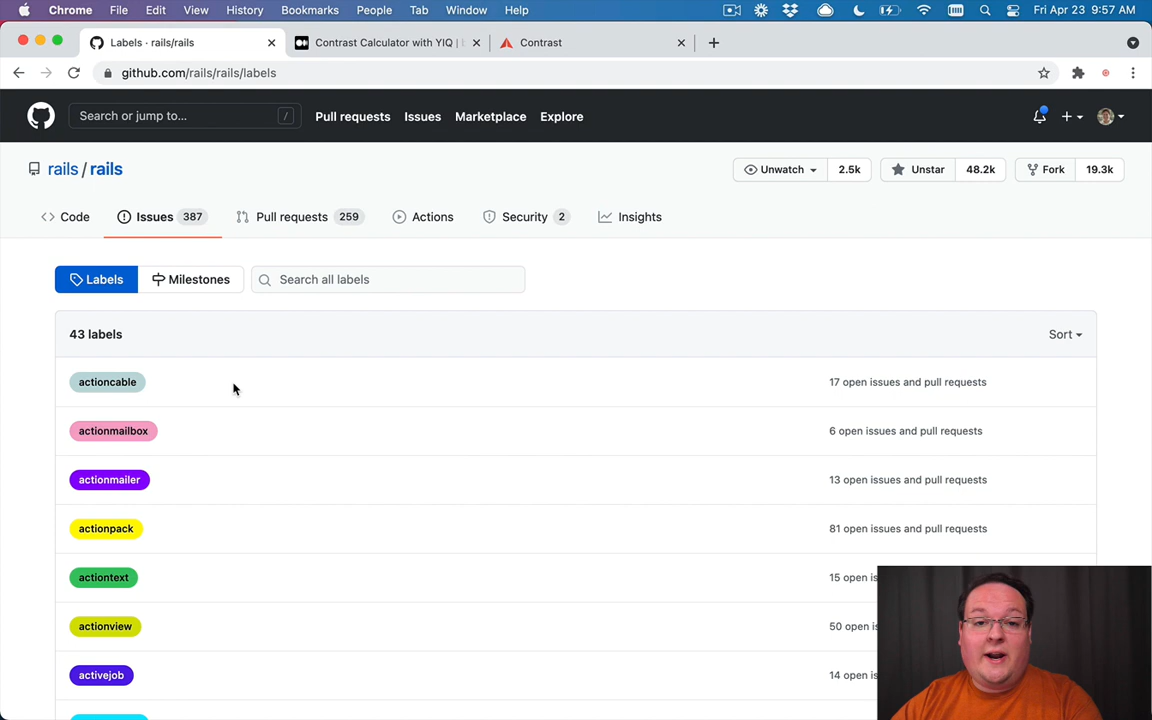 Chrome File Edit View History Bookmarks People Tab Window Help Fri Apr 23 9:57 AM
Labels · rails/rails Contrast Calculator with YIQ | Contrast
github.com/rails/rails/labels
Search or jump to... / Pull requests Issues Marketplace Explore
rails / rails Unwatch 2.5k Unstar 48.2k Fork 19.3k
Code Issues 387 Pull requests 259 Actions Security 2 Insights
Labels Milestones Search all labels
43 labels Sort
actioncable 17 open issues and pull requests
actionmailbox 6 open issues and pull requests
actionmailer 13 open issues and pull requests
actionpack 81 open issues and pull requests
actiontext 15 open is
actionview 50 open i
activejob 14 open i